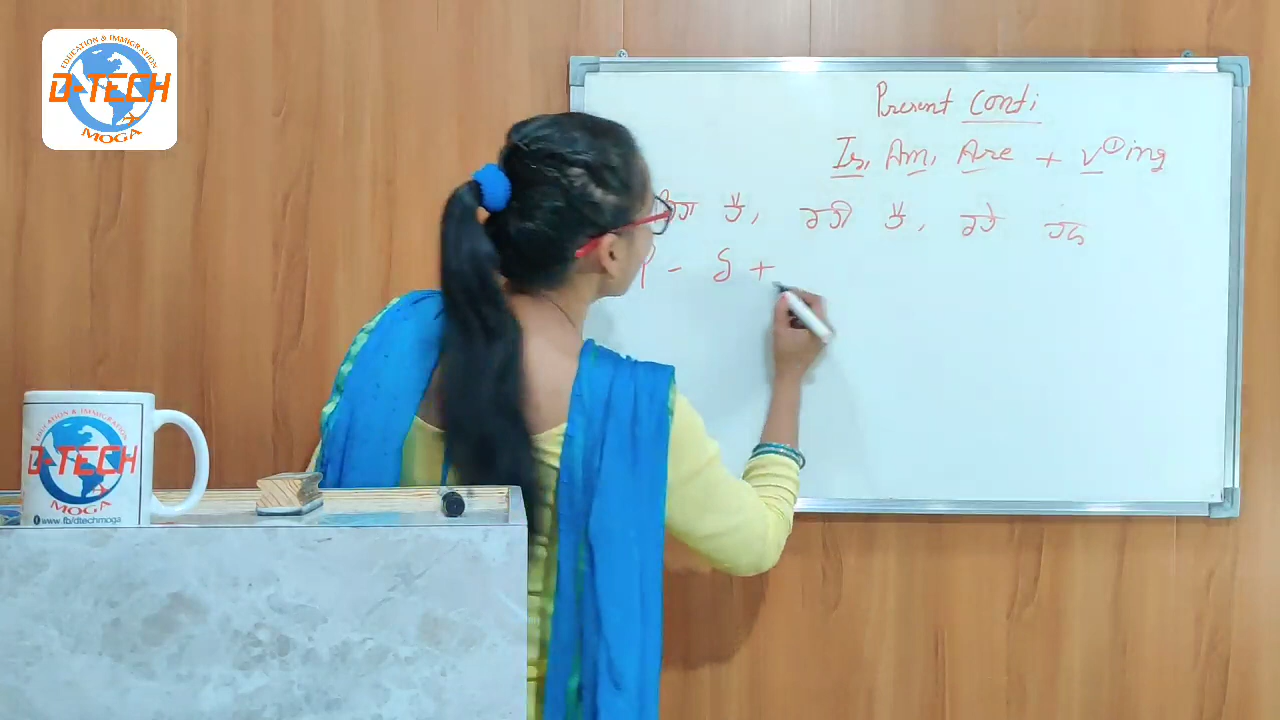 EDUCATION & IMMIGRATION
D-TECH
MOGA
Present Conti
Is, Am, Are + v①ing
ਹੈ, ਰਹੀ ਹੈ, ਰਹੇ ਹਨ
- S +
EDUCATION & IMMIGRATION
D-TECH
MOGA
www.fb/dtechmoga